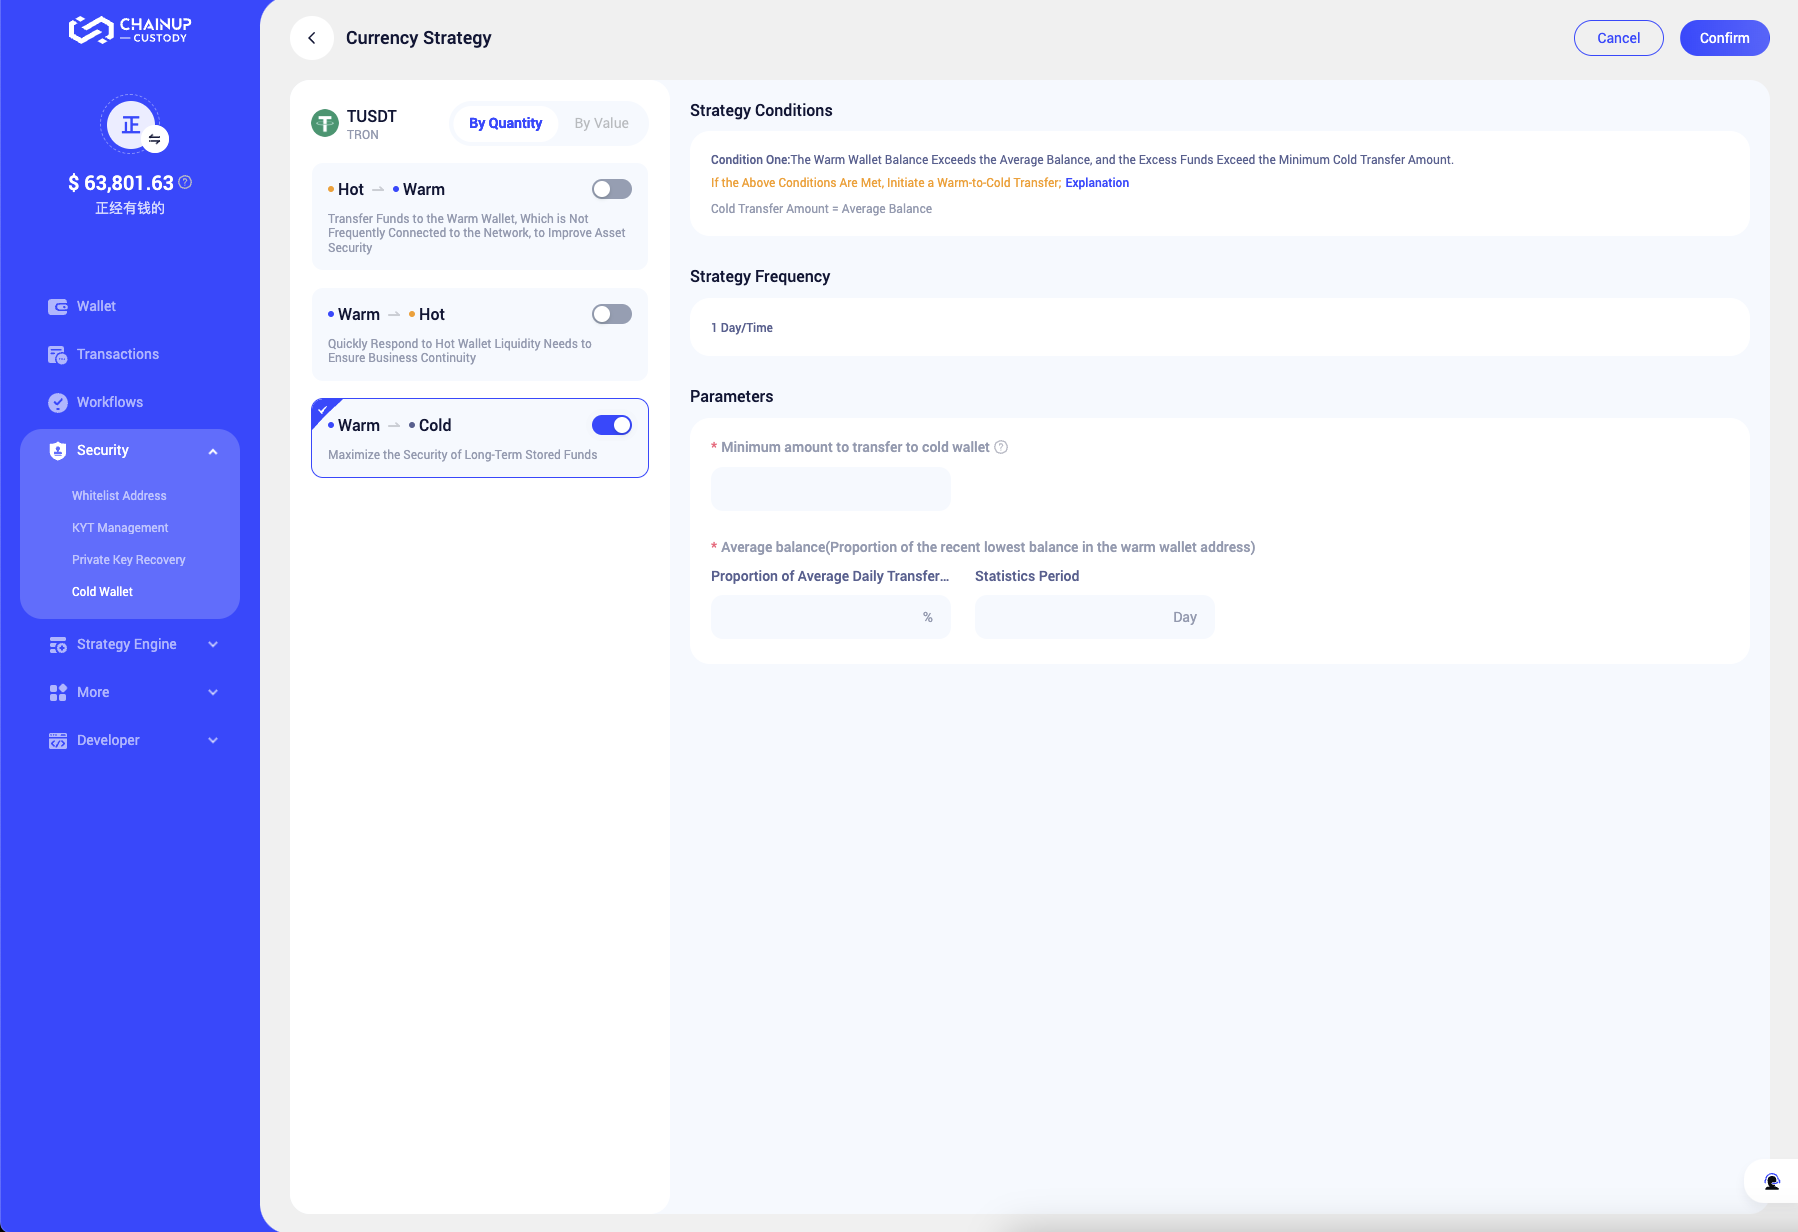 CHAINUP
CUSTODY
正
$ 63,801.63
正经有钱的
Wallet
Transactions
Workflows
Security
Whitelist Address
KYT Management
Private Key Recovery
Cold Wallet
Strategy Engine
More
Developer
Currency Strategy
Cancel
Confirm
TUSDT
TRON
By Quantity
By Value
Hot → Warm
Transfer Funds to the Warm Wallet, Which is Not
Frequently Connected to the Network, to Improve Asset
Security
Warm → Hot
Quickly Respond to Hot Wallet Liquidity Needs to
Ensure Business Continuity
Warm → Cold
Maximize the Security of Long-Term Stored Funds
Strategy Conditions
Condition One:The Warm Wallet Balance Exceeds the Average Balance, and the Excess Funds Exceed the Minimum Cold Transfer Amount.
If the Above Conditions Are Met, Initiate a Warm-to-Cold Transfer; Explanation
Cold Transfer Amount = Average Balance
Strategy Frequency
1 Day/Time
Parameters
* Minimum amount to transfer to cold wallet
* Average balance(Proportion of the recent lowest balance in the warm wallet address)
Proportion of Average Daily Transfer...
Statistics Period
%
Day